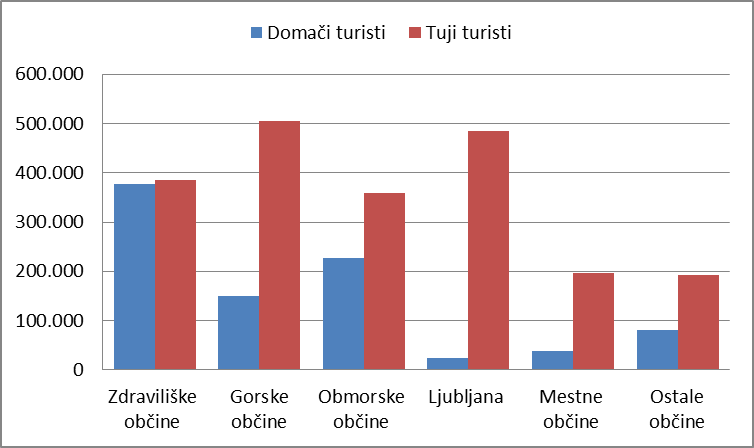 Domači turisti Tuji turisti
600.000
500.000
400.000
300.000
200.000
100.000
0
Zdraviliške občine
Gorske občine
Obmorske občine
Ljubljana
Mestne občine
Ostale občine